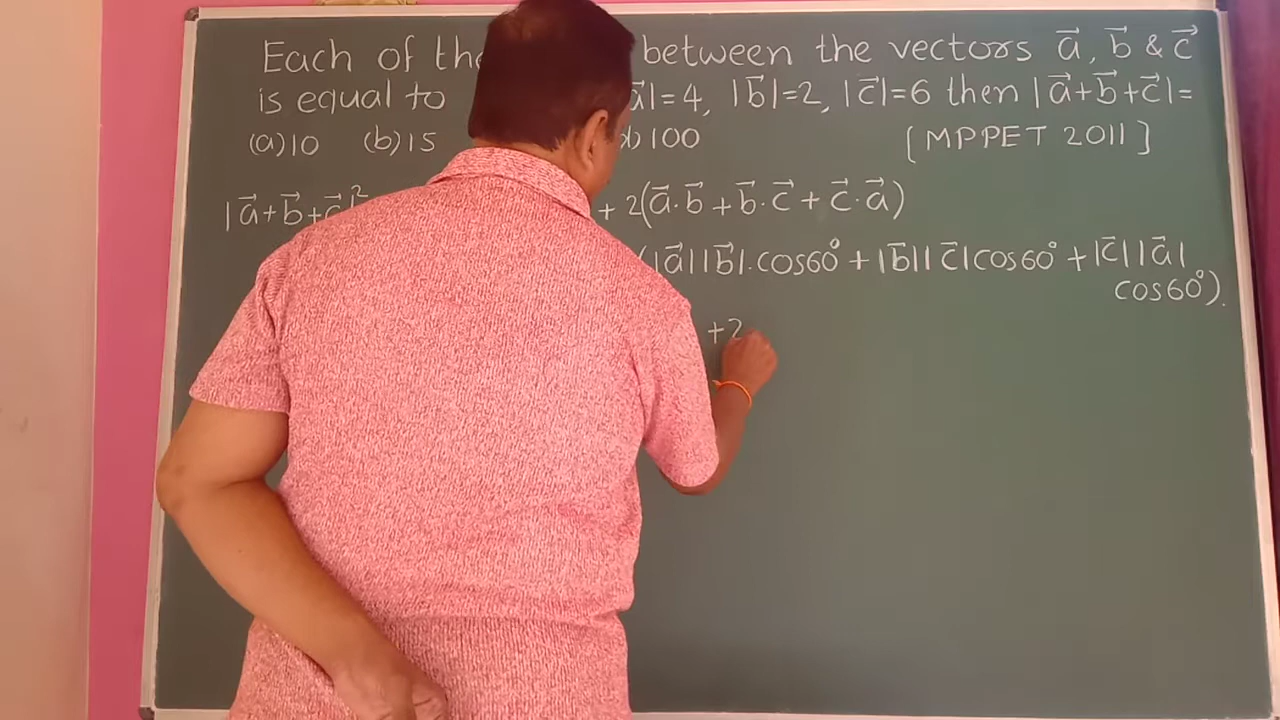 Each of the between the vectors a⃗, b⃗ & c⃗
is equal to a⃗|=4, |b⃗|=2, |c⃗|=6 then |a⃗+b⃗+c⃗|=
(a)10 (b)15 d)100 [MPPET 2011]
|a⃗+b⃗+c⃗|² + 2(a⃗·b⃗ + b⃗·c⃗ + c⃗·a⃗)
(|a⃗||b⃗|.cos60° + |b⃗||c⃗|cos60° + |c⃗||a⃗|
cos60°).
+2